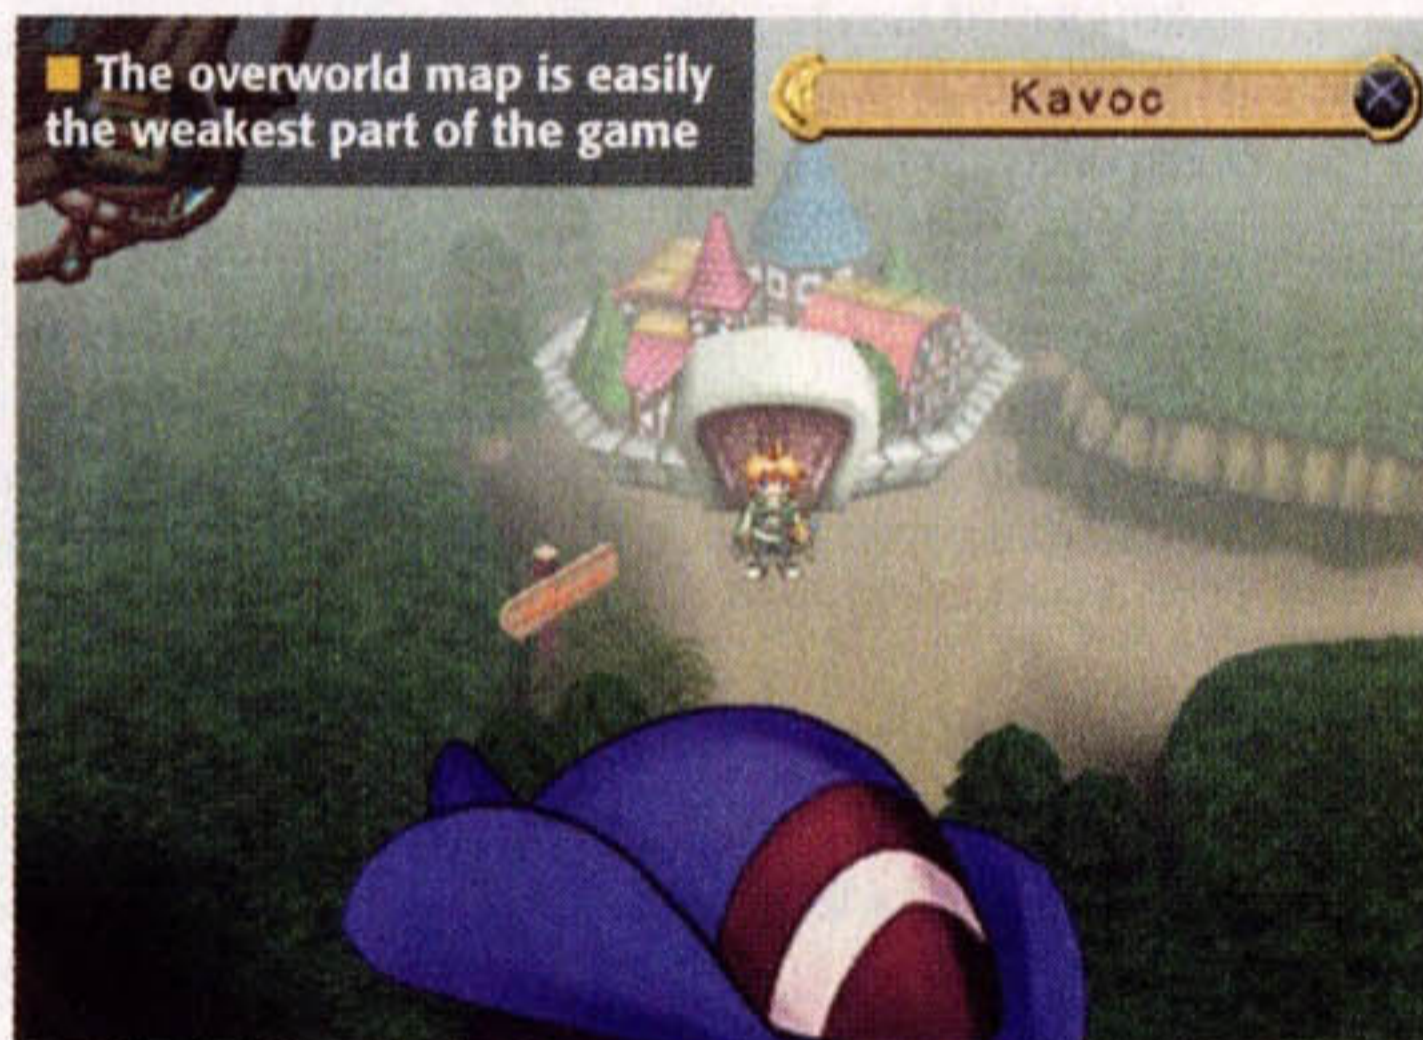 ■ The overworld map is easily
the weakest part of the game
Kavoc